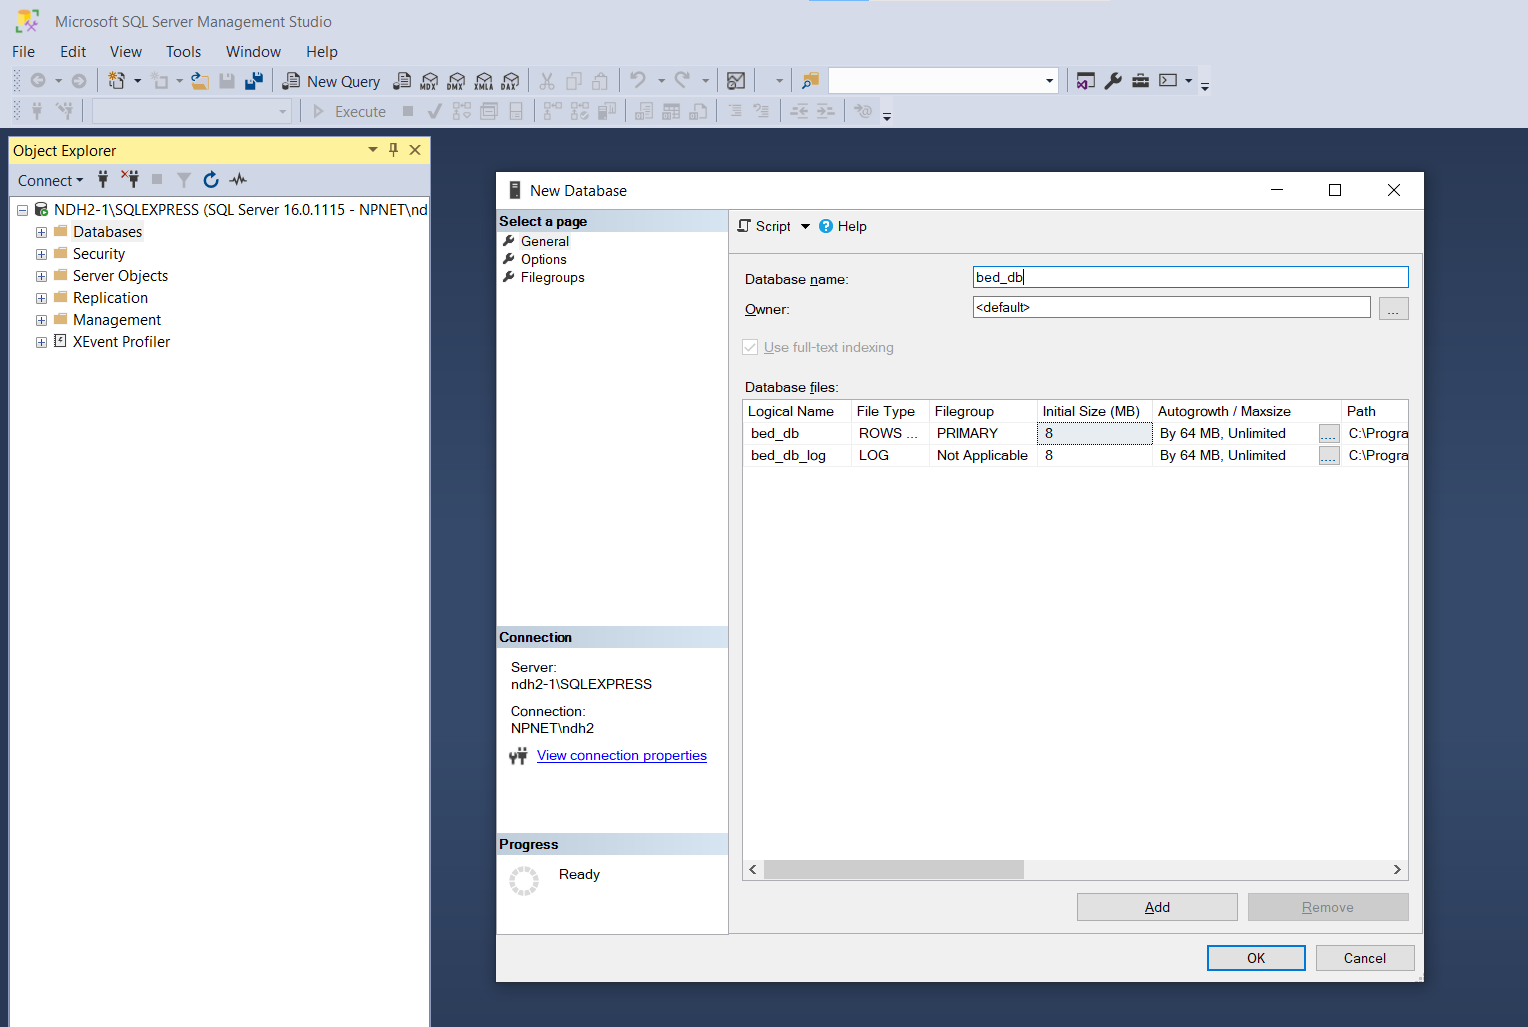 Microsoft SQL Server Management Studio
File Edit View Tools Window Help
New Query MDX DMX XMLA DAX
Execute
Object Explorer
Connect
NDH2-1\SQLEXPRESS (SQL Server 16.0.1115 - NPNET\nd
Databases
Security
Server Objects
Replication
Management
XEvent Profiler
New Database
Select a page
General
Options
Filegroups
Script Help
Database name: bed_db
Owner: <default> ...
Use full-text indexing
Database files:
Logical Name File Type Filegroup Initial Size (MB) Autogrowth / Maxsize Path
bed_db ROWS ... PRIMARY 8 By 64 MB, Unlimited .... C:\Progra
bed_db_log LOG Not Applicable 8 By 64 MB, Unlimited .... C:\Progra
Connection
Server:
ndh2-1\SQLEXPRESS
Connection:
NPNET\ndh2
View connection properties
Progress
Ready
Add Remove
OK Cancel